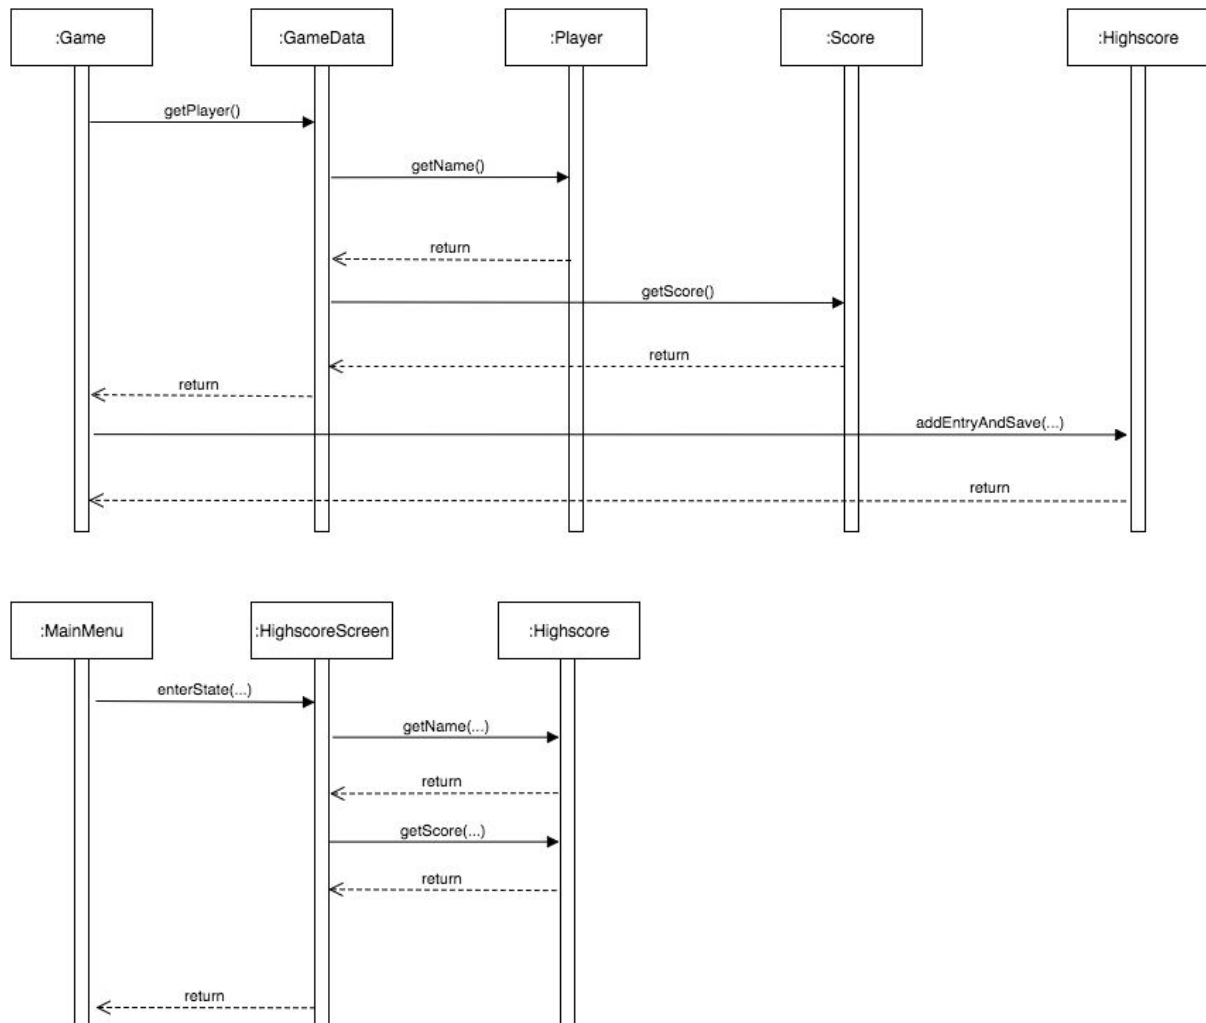 :Game
:GameData
:Player
:Score
:Highscore
getPlayer()
getName()
return
getScore()
return
return
addEntryAndSave(...)
return
:MainMenu
:HighscoreScreen
:Highscore
enterState(...)
getName(...)
return
getScore(...)
return
return